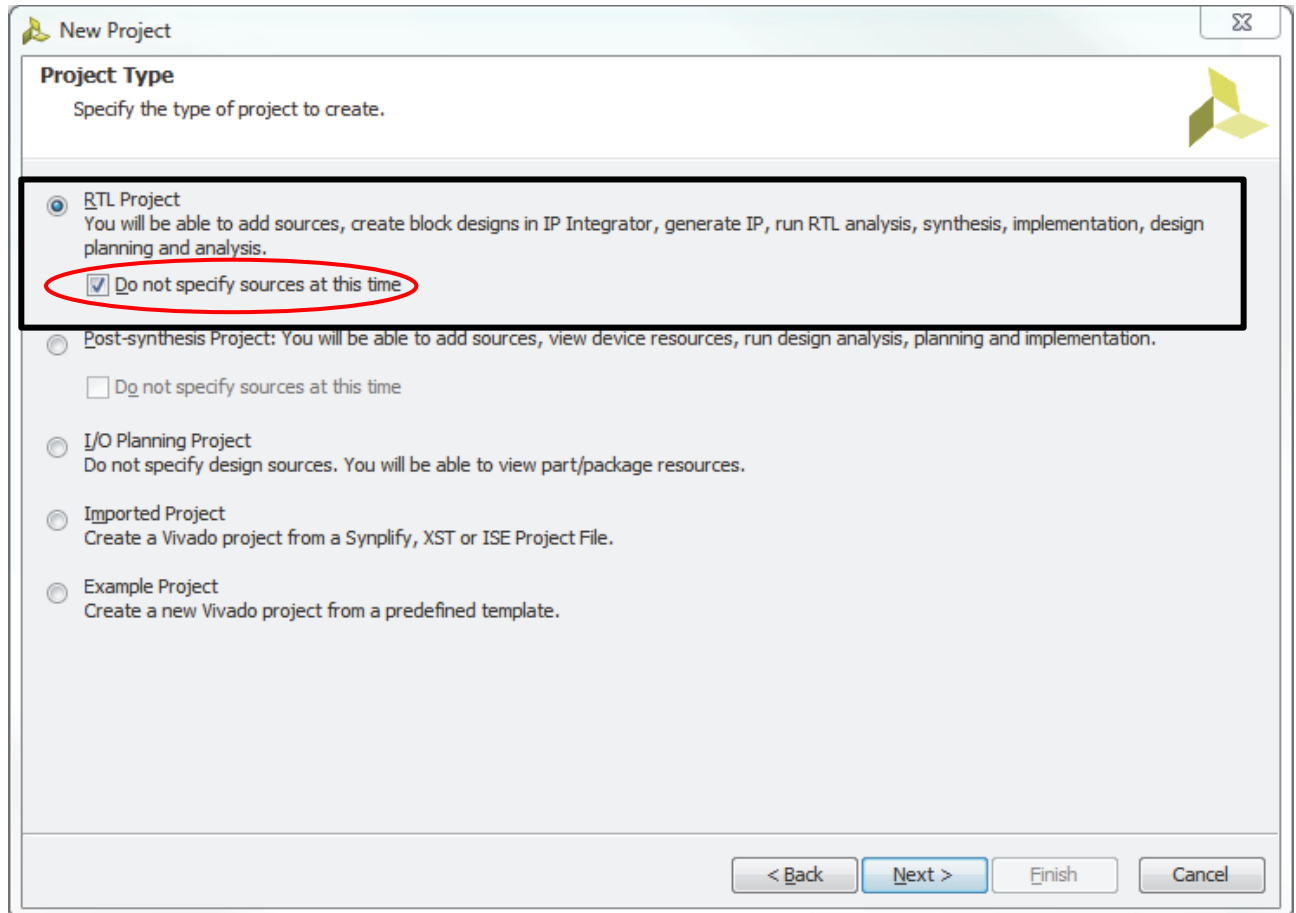 New Project
Project Type
Specify the type of project to create.
RTL Project
You will be able to add sources, create block designs in IP Integrator, generate IP, run RTL analysis, synthesis, implementation, design
planning and analysis.
Do not specify sources at this time
Post-synthesis Project: You will be able to add sources, view device resources, run design analysis, planning and implementation.
Do not specify sources at this time
I/O Planning Project
Do not specify design sources. You will be able to view part/package resources.
Imported Project
Create a Vivado project from a Synplify, XST or ISE Project File.
Example Project
Create a new Vivado project from a predefined template.
< Back Next > Finish Cancel